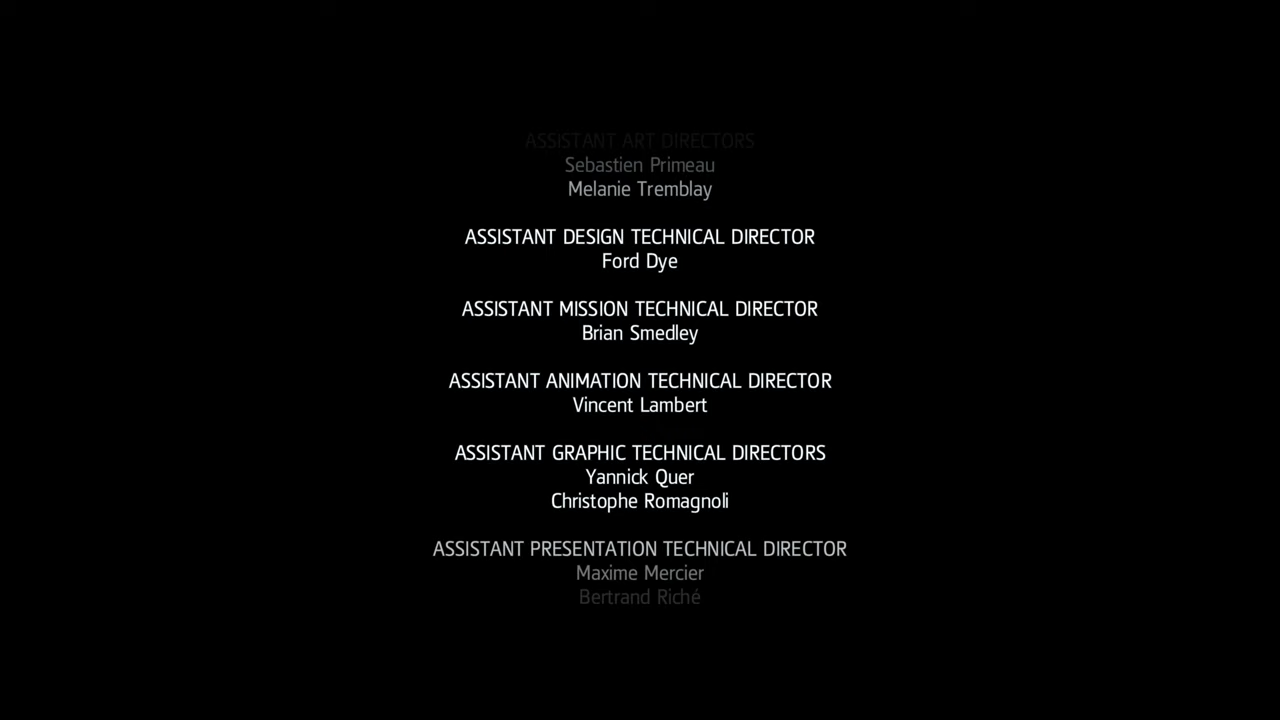 ASSISTANT ART DIRECTORS
Sebastien Primeau
Melanie Tremblay
ASSISTANT DESIGN TECHNICAL DIRECTOR
Ford Dye
ASSISTANT MISSION TECHNICAL DIRECTOR
Brian Smedley
ASSISTANT ANIMATION TECHNICAL DIRECTOR
Vincent Lambert
ASSISTANT GRAPHIC TECHNICAL DIRECTORS
Yannick Quer
Christophe Romagnoli
ASSISTANT PRESENTATION TECHNICAL DIRECTOR
Maxime Mercier
Bertrand Riché